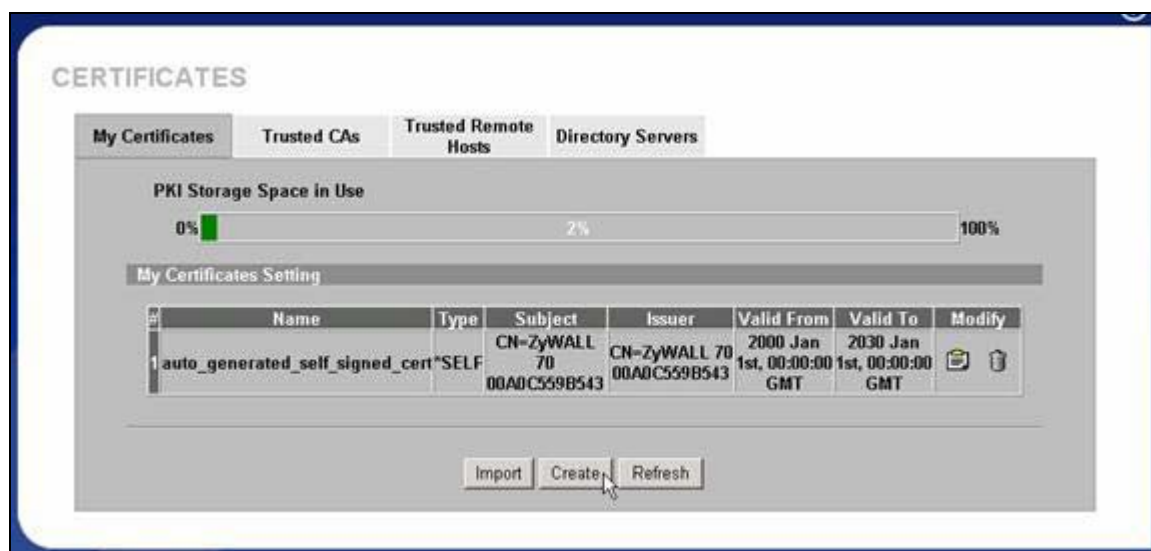 CERTIFICATES
My Certificates
Trusted CAs
Trusted Remote
Hosts
Directory Servers
PKI Storage Space in Use
0%
2%
100%
My Certificates Setting
# Name Type Subject Issuer Valid From Valid To Modify
1
auto_generated_self_signed_cert
*SELF
CN=ZyWALL
70
00A0C559B543
CN=ZyWALL 70
00A0C559B543
2000 Jan
1st, 00:00:00
GMT
2030 Jan
1st, 00:00:00
GMT
Import
Create
Refresh